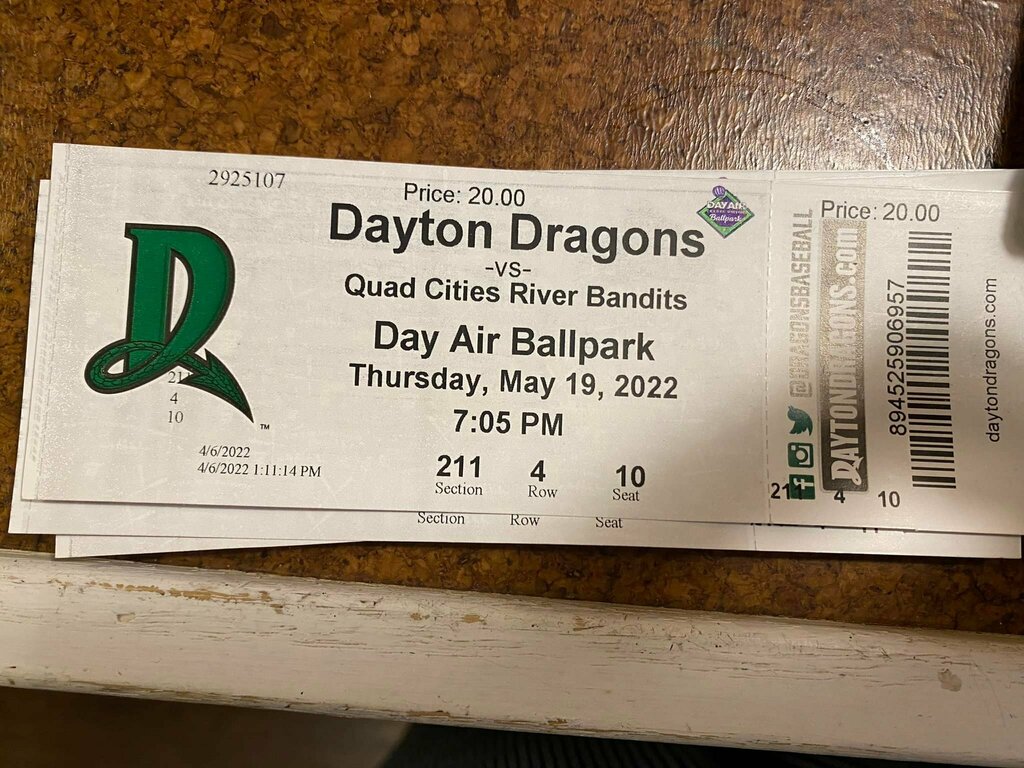 2925107
Price: 20.00
Dayton Dragons
-VS-
Quad Cities River Bandits
Day Air Ballpark
Thursday, May 19, 2022
7:05 PM
D
TM
21
4
10
4/6/2022
4/6/2022 1:11:14 PM
211 4 10
Section Row Seat
Section Row Seat
DAY AIR
Ballpark
Price: 20.00
@DRAGONSBASEBALL
DAYTONDRAGONS.com
894525906957
daytondragons.com
211 4 10